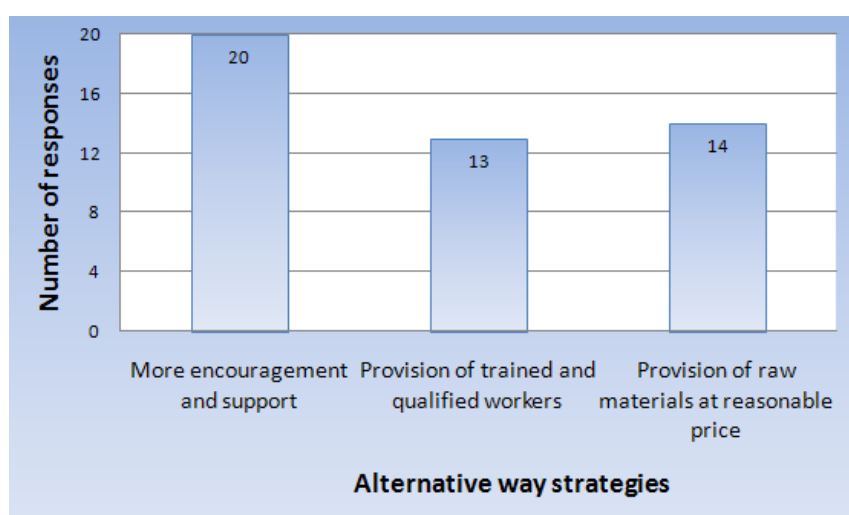 Number of responses
20
16
12
8
4
0
20
13
14
More encouragement
and support
Provision of trained and
qualified workers
Provision of raw
materials at reasonable
price
Alternative way strategies